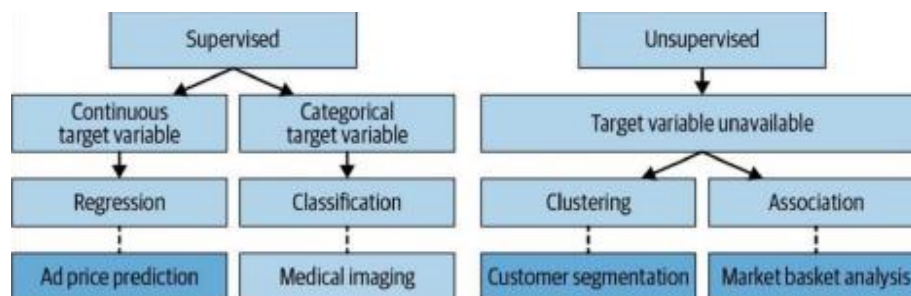 Supervised
Unsupervised
Continuous
target variable
Categorical
target variable
Target variable unavailable
Regression
Classification
Clustering
Association
Ad price prediction
Medical imaging
Customer segmentation
Market basket analysis